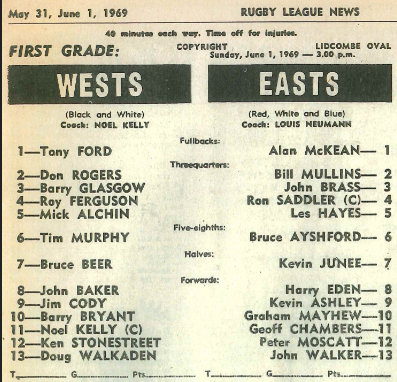 May 31, June 1, 1969 RUGBY LEAGUE NEWS
40 minutes each way. Time off for injuries.
FIRST GRADE: COPYRIGHT LIDCOMBE OVAL
Sunday, June 1, 1969 — 3.00 p.m.
WESTS EASTS
(Black and White) (Red, White and Blue)
Coach: NOEL KELLY Coach: LOUIS NEUMANN
Fullbacks:
1—Tony FORD Alan McKEAN— 1
Threequarters:
2—Don ROGERS Bill MULLINS— 2
3—Barry GLASGOW John BRASS— 3
4—Roy FERGUSON Ron SADDLER (C)— 4
5—Mick ALCHIN Les HAYES— 5
Five-eighths:
6—Tim MURPHY Bruce AYSHFORD— 6
Halves:
7—Bruce BEER Kevin JUNEE— 7
Forwards:
8—John BAKER Harry EDEN— 8
9—Jim CODY Kevin ASHLEY— 9
10—Barry BRYANT Graham MAYHEW—10
11—Noel KELLY (C) Geoff CHAMBERS—11
12—Ken STONESTREET Peter MOSCATT—12
13—Doug WALKADEN John WALKER—13
T. G. Pts. T. G. Pts.